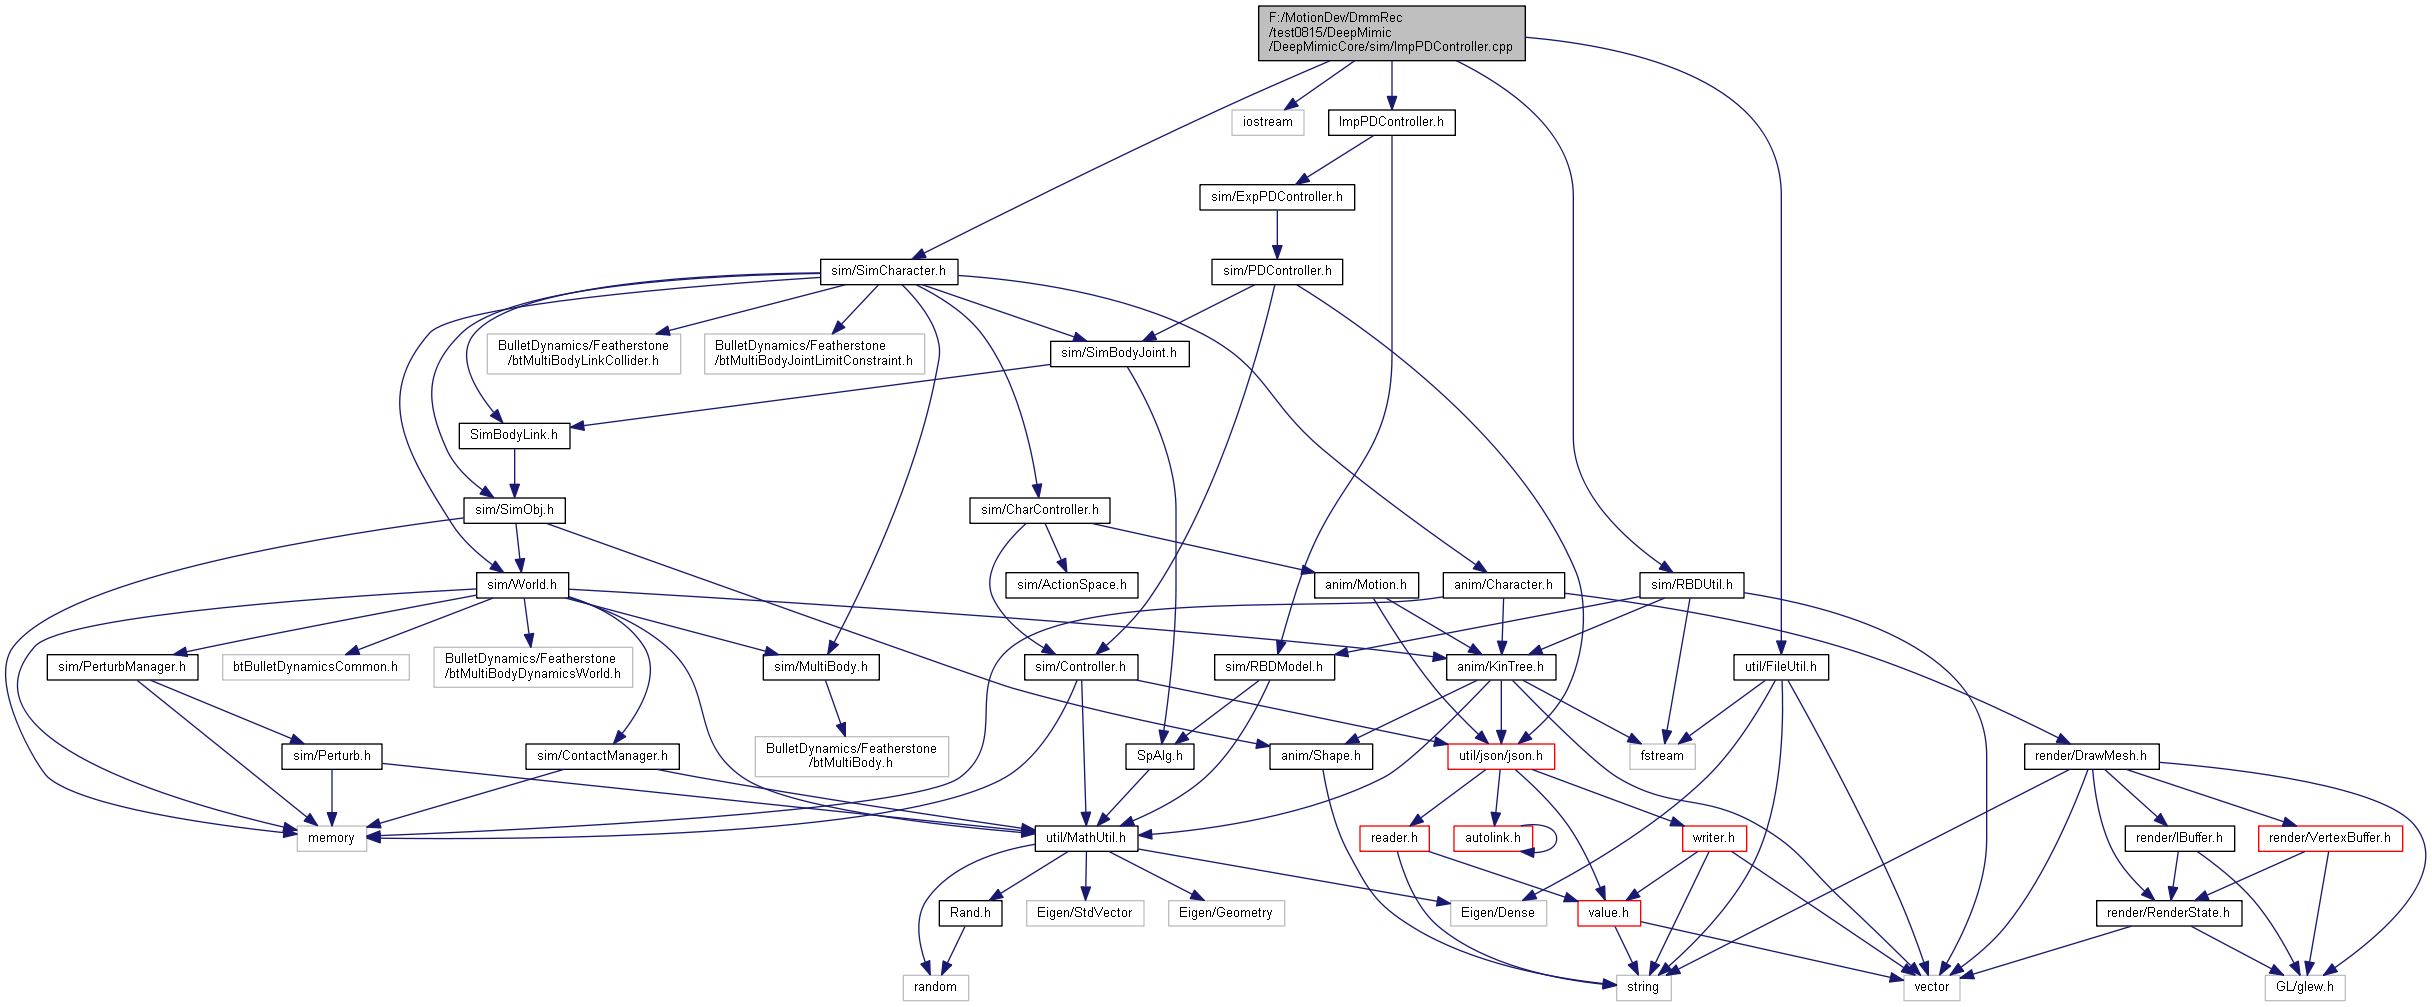 F:/MotionDev/DmmRec
/test0815/DeepMimic
/DeepMimicCore/sim/ImpPDController.cpp
iostream
ImpPDController.h
sim/ExpPDController.h
sim/SimCharacter.h
sim/PDController.h
BulletDynamics/Featherstone
/btMultiBodyLinkCollider.h
BulletDynamics/Featherstone
/btMultiBodyJointLimitConstraint.h
sim/SimBodyJoint.h
SimBodyLink.h
sim/SimObj.h
sim/CharController.h
sim/World.h
sim/ActionSpace.h
anim/Motion.h
anim/Character.h
sim/RBDUtil.h
sim/PerturbManager.h
btBulletDynamicsCommon.h
BulletDynamics/Featherstone
/btMultiBodyDynamicsWorld.h
sim/MultiBody.h
sim/Controller.h
sim/RBDModel.h
anim/KinTree.h
util/FileUtil.h
sim/Perturb.h
sim/ContactManager.h
BulletDynamics/Featherstone
/btMultiBody.h
SpAlg.h
anim/Shape.h
util/json/json.h
fstream
render/DrawMesh.h
memory
util/MathUtil.h
reader.h
autolink.h
writer.h
render/IBuffer.h
render/VertexBuffer.h
Rand.h
Eigen/StdVector
Eigen/Geometry
Eigen/Dense
value.h
render/RenderState.h
random
string
vector
GL/glew.h